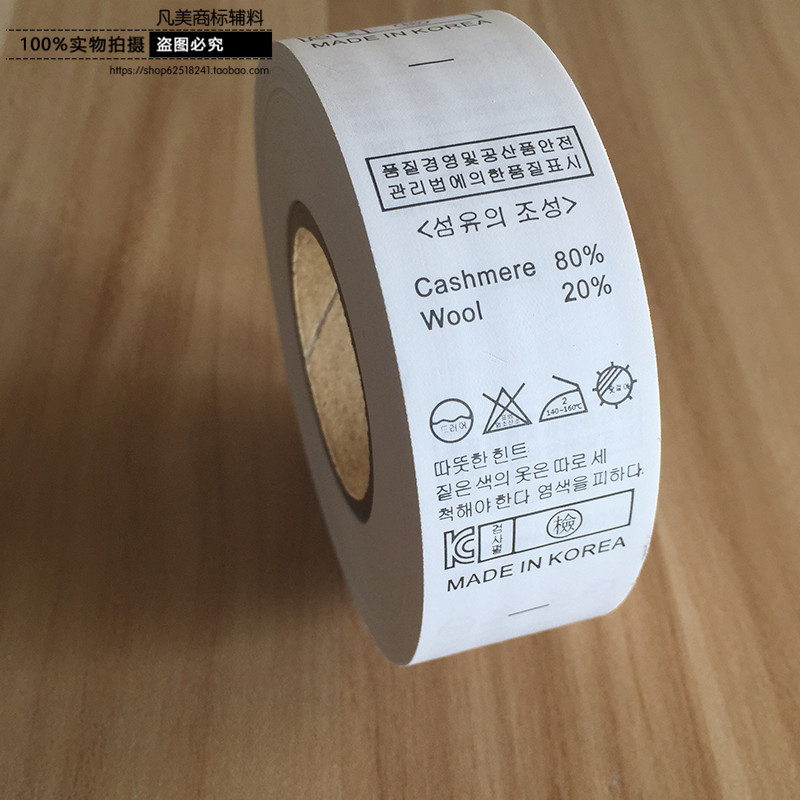 凡美商标辅料
100%实物拍摄 盗图必究
https://shop62518241.taobao.com
MADE IN KOREA
품질경영및공산품안전
관리법에의한품질표시
<섬유의 조성>
Cashmere 80%
Wool 20%
드라이
2
140~160℃
옷걸이
따뜻한 힌트
짙은 색의 옷은 따로 세
척해야 한다 염색을 피하다.
KC 검사필 檢
MADE IN KOREA